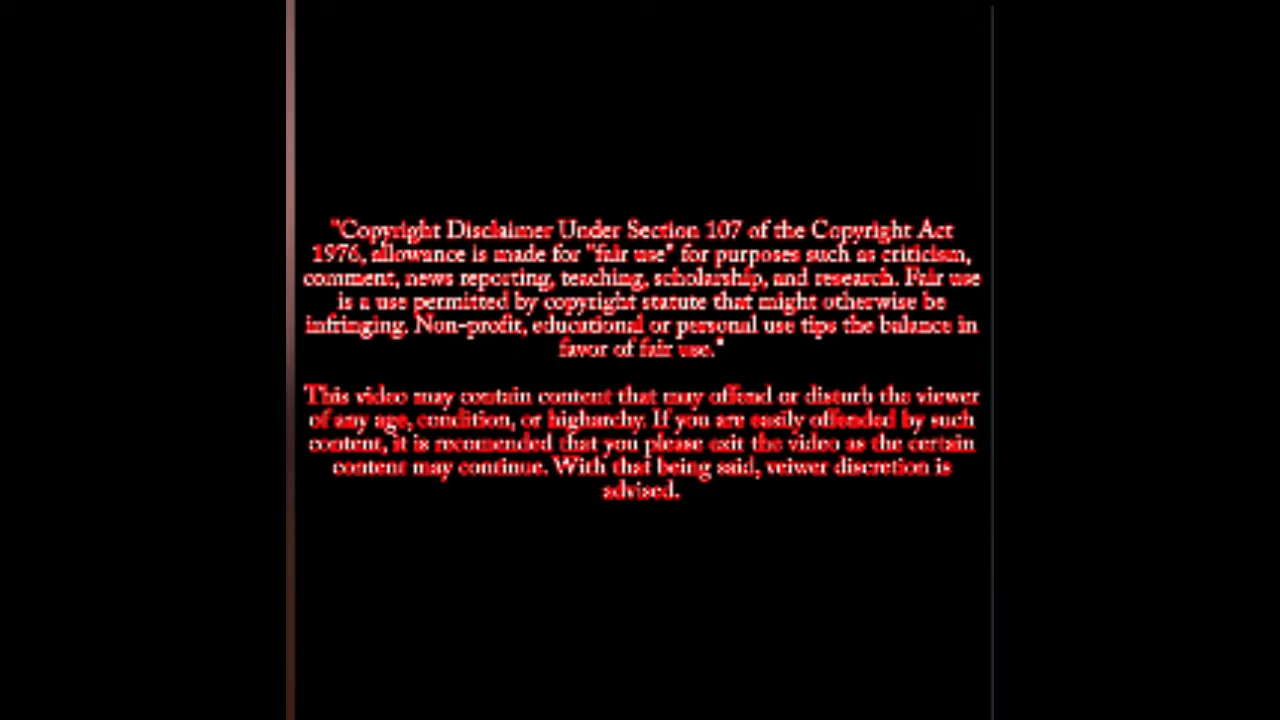 "Copyright Disclaimer Under Section 107 of the Copyright Act
1976, allowance is made for "fair use" for purposes such as criticism,
comment, news reporting, teaching, scholarship, and research. Fair use
is a use permitted by copyright statute that might otherwise be
infringing. Non-profit, educational or personal use tips the balance in
favor of fair use."
This video may contain content that may offend or disturb the viewer
of any age, condition, or higharchy. If you are easily offended by such
content, it is recomended that you please exit the video as the certain
content may continue. With that being said, veiwer discretion is
advised.